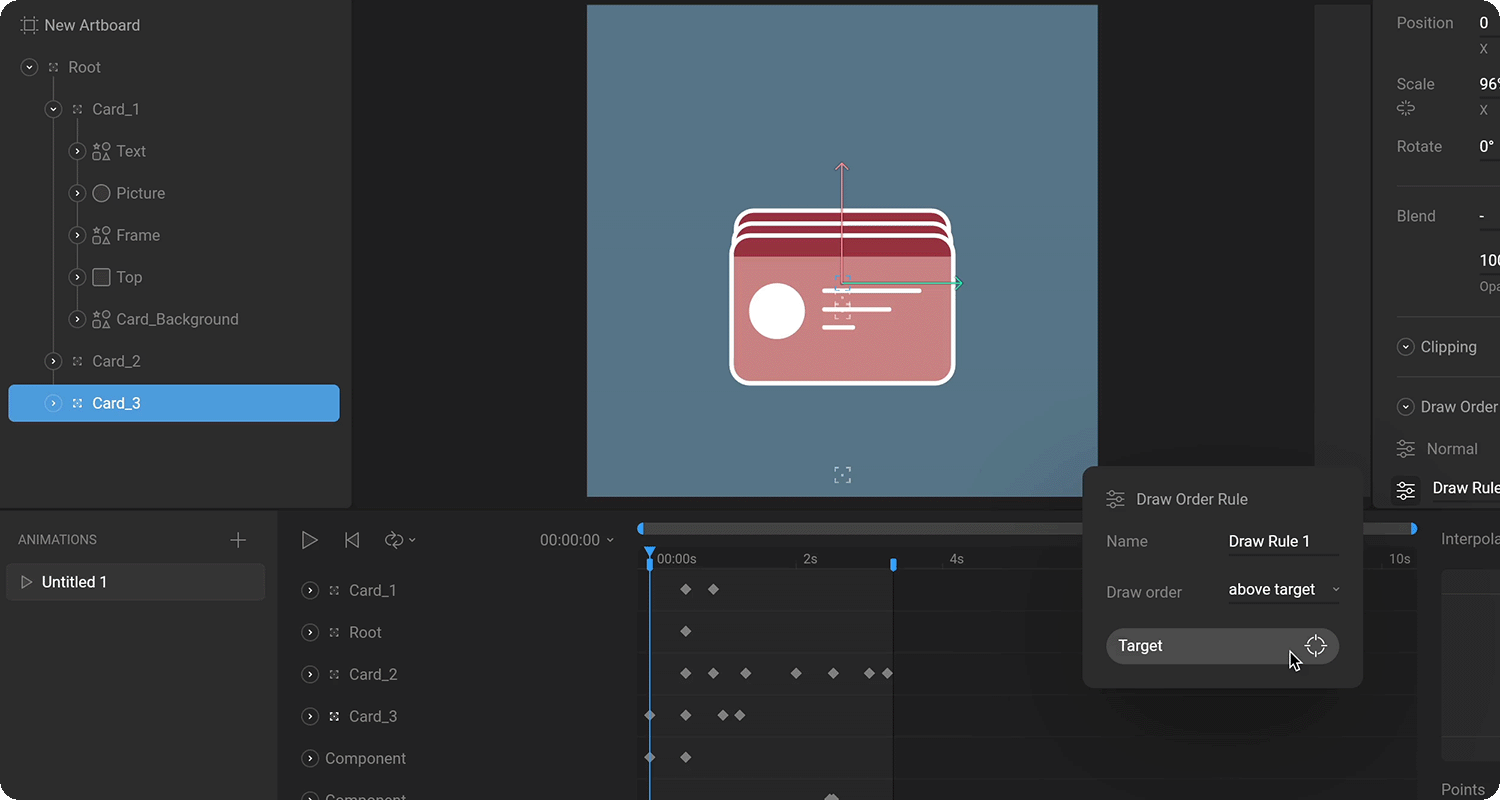 New Artboard
Root
Card_1
Text
Picture
Frame
Top
Card_Background
Card_2
Card_3
Position 0
X
Scale 96%
X
Rotate 0°
Blend -
100
Opa
Clipping
Draw Order
Normal
Draw Rule
Draw Order Rule
Name Draw Rule 1
Draw order above target
Target
ANIMATIONS
Untitled 1
00:00:00
00:00s 2s 4s 10s
Card_1
Root
Card_2
Card_3
Component
Component
Interpola
Points